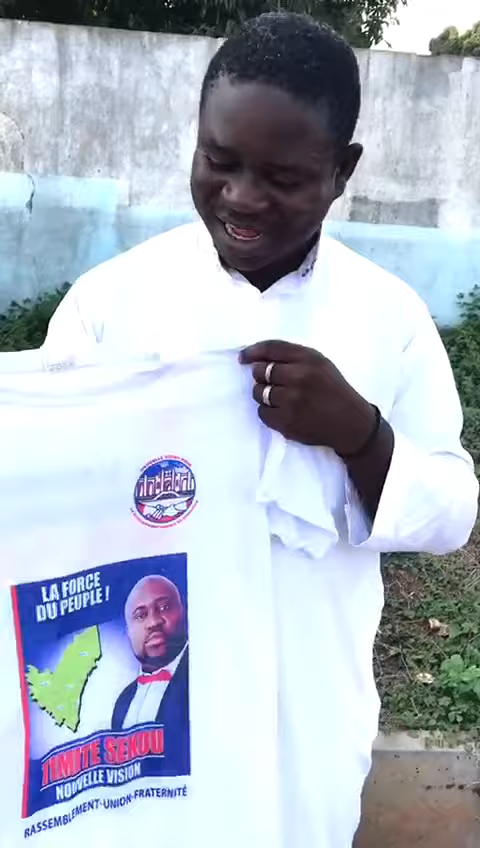 LA FORCE
DU PEUPLE !
TIMITE SEKOU
NOUVELLE VISION
RASSEMBLEMENT-UNION-FRATERNITÉ